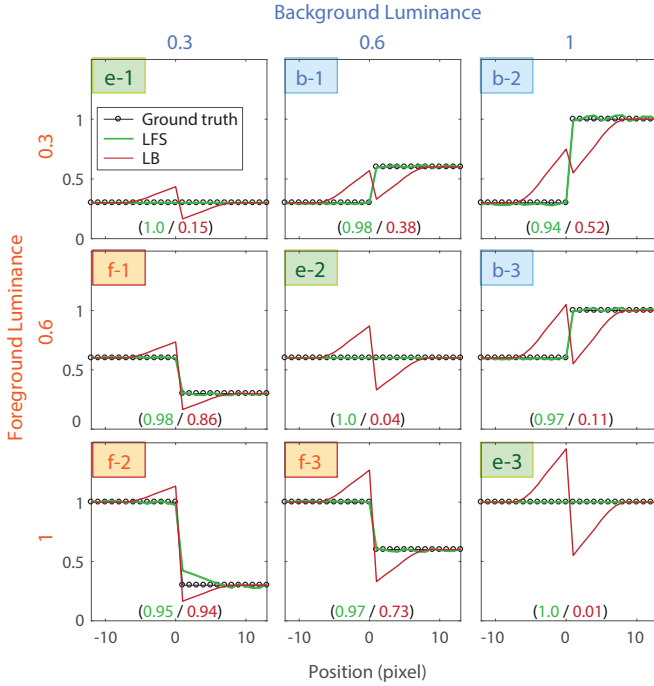 Background Luminance
0.3 0.6 1
e-1 b-1 b-2
Ground truth
LFS
LB
1
0.5
0
0.3
(1.0 / 0.15) (0.98 / 0.38) (0.94 / 0.52)
f-1 e-2 b-3
1
0.5
0
0.6
(0.98 / 0.86) (1.0 / 0.04) (0.97 / 0.11)
Foreground Luminance
f-2 f-3 e-3
1
0.5
0
1
(0.95 / 0.94) (0.97 / 0.73) (1.0 / 0.01)
-10 0 10 -10 0 10 -10 0 10
Position (pixel)